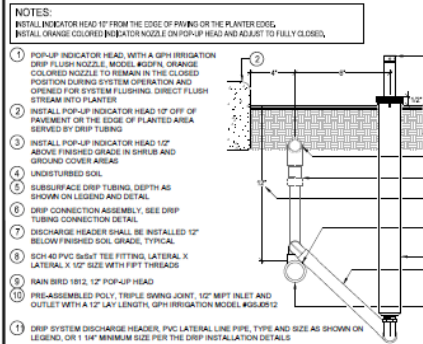 NOTES:
INSTALL INDICATOR HEAD 10" FROM THE EDGE OF PAVING OR THE PLANTER EDGE.
INSTALL ORANGE COLORED INDICATOR NOZZLE ON POP-UP HEAD AND ADJUST TO FULLY CLOSED.
1 POP-UP INDICATOR HEAD, WITH A GPH IRRIGATION
DRIP FLUSH NOZZLE, MODEL #GDFN, ORANGE
COLORED NOZZLE TO REMAIN IN THE CLOSED
POSITION DURING SYSTEM OPERATION AND
OPENED FOR SYSTEM FLUSHING. DIRECT FLUSH
STREAM INTO PLANTER
2 INSTALL POP-UP INDICATOR HEAD 10" OFF OF
PAVEMENT OR THE EDGE OF PLANTED AREA
SERVED BY DRIP TUBING
3 INSTALL POP-UP INDICATOR HEAD 1/2"
ABOVE FINISHED GRADE IN SHRUB AND
GROUND COVER AREAS
4 UNDISTURBED SOIL
5 SUBSURFACE DRIP TUBING, DEPTH AS
SHOWN ON LEGEND AND DETAIL
6 DRIP CONNECTION ASSEMBLY, SEE DRIP
TUBING CONNECTION DETAIL
7 DISCHARGE HEADER SHALL BE INSTALLED 12"
BELOW FINISHED SOIL GRADE, TYPICAL
8 SCH 40 PVC SxSxT TEE FITTING, LATERAL X
LATERAL X 1/2" SIZE WITH FIPT THREADS
9 RAIN BIRD 1812, 12" POP-UP HEAD
10 PRE-ASSEMBLED POLY, TRIPLE SWING JOINT, 1/2" MIPT INLET AND
OUTLET WITH A 12" LAY LENGTH, GPH IRRIGATION MODEL #GSJ0512
11 DRIP SYSTEM DISCHARGE HEADER, PVC LATERAL LINE PIPE, TYPE AND SIZE AS SHOWN ON
LEGEND, OR 1 1/4" MINIMUM SIZE PER THE DRIP INSTALLATION DETAILS
2
4"
6"
1/2"
12"